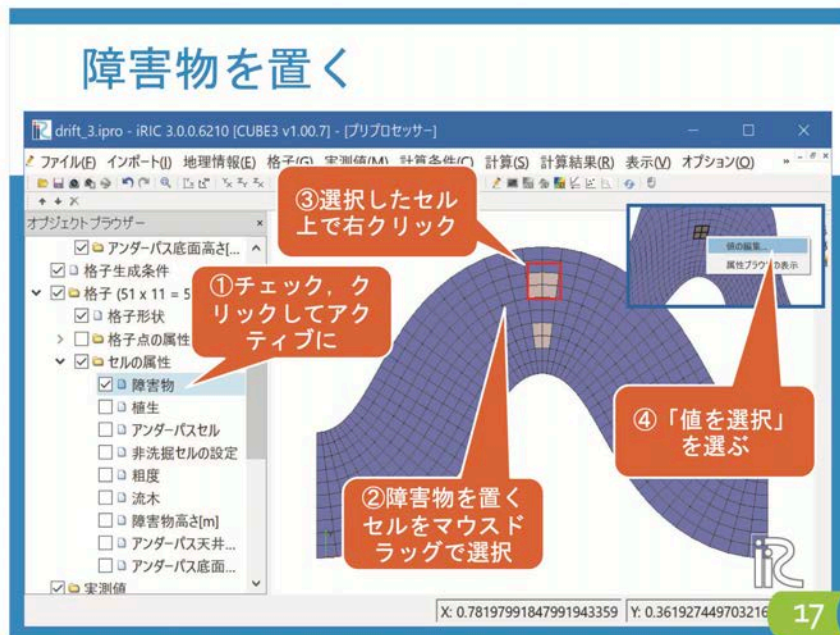 障害物を置く
drift_3.ipro - iRIC 3.0.0.6210 [CUBE3 v1.00.7] - [プリプロセッサー]
ファイル(F) インポート(I) 地理情報(E) 格子(G) 実測値(M) 計算条件(C) 計算(S) 計算結果(R) 表示(V) オプション(O) »
オブジェクトブラウザー
アンダーパス底面高さ[...
格子生成条件
格子 (51 x 11 = 5
格子形状
格子点の属性
セルの属性
障害物
植生
アンダーパスセル
非洗掘セルの設定
粗度
流木
障害物高さ[m]
アンダーパス天井...
アンダーパス底面...
実測値
①チェック，ク
リックしてアク
ティブに
③選択したセル
上で右クリック
②障害物を置く
セルをマウスド
ラッグで選択
値の編集...
属性ブラウザの表示
④「値を選択」
を選ぶ
iRIC
X: 0.78197991847991943359 Y: 0.361927449703216
17